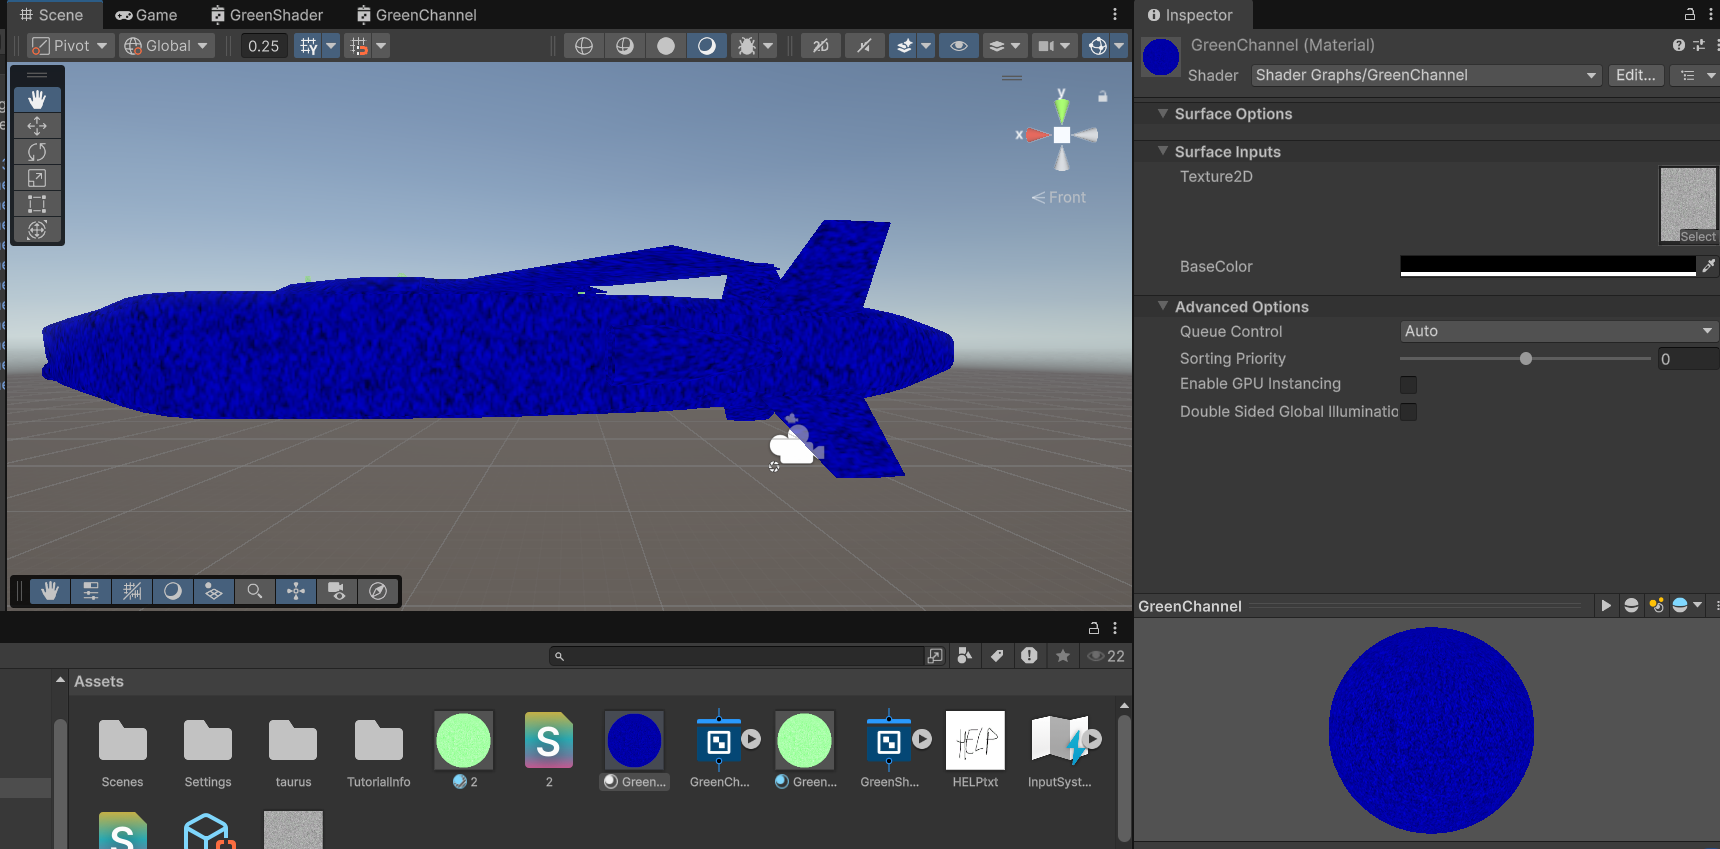 Scene
Game
GreenShader
GreenChannel
Pivot
Global
0.25
2D
y
x
Front
Inspector
GreenChannel (Material)
Shader
Shader Graphs/GreenChannel
Edit...
Surface Options
Surface Inputs
Texture2D
Select
BaseColor
Advanced Options
Queue Control
Auto
Sorting Priority
0
Enable GPU Instancing
Double Sided Global Illuminatio
GreenChannel
22
Assets
HELP
S
Scenes
Settings
taurus
TutorialInfo
2
2
Green...
GreenCh...
Green...
GreenSh...
HELPtxt
InputSyst...
S